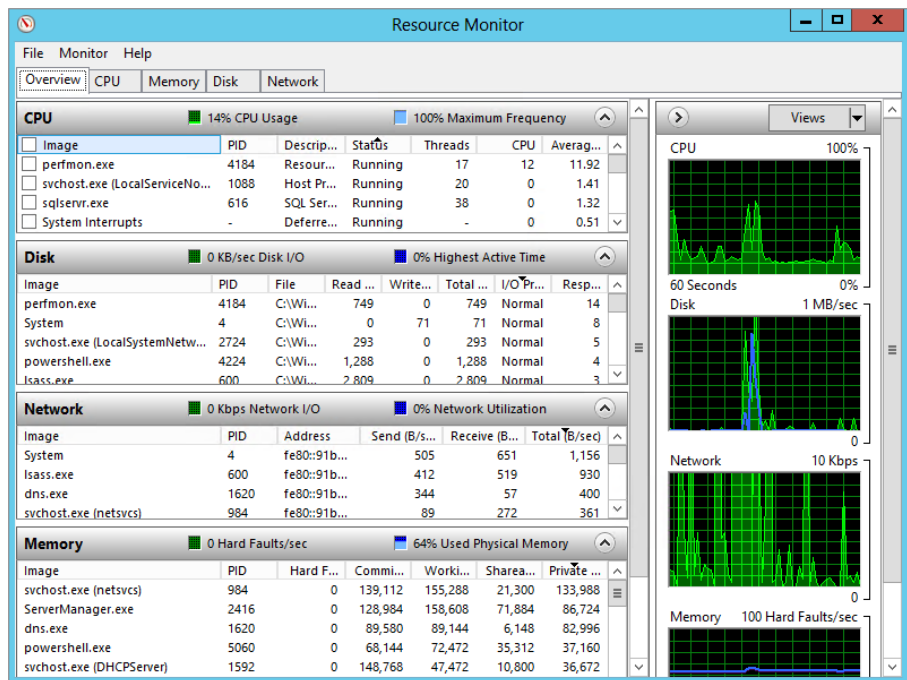 Resource Monitor
File Monitor Help
Overview CPU Memory Disk Network
CPU 14% CPU Usage 100% Maximum Frequency
Image PID Descrip... Status Threads CPU Averag...
perfmon.exe 4184 Resour... Running 17 12 11.92
svchost.exe (LocalServiceNo... 1088 Host Pr... Running 20 0 1.41
sqlservr.exe 616 SQL Ser... Running 38 0 1.32
System Interrupts - Deferre... Running - 0 0.51
Disk 0 KB/sec Disk I/O 0% Highest Active Time
Image PID File Read ... Write... Total ... I/O Pr... Resp...
perfmon.exe 4184 C:\Wi... 749 0 749 Normal 14
System 4 C:\Wi... 0 71 71 Normal 8
svchost.exe (LocalSystemNetw... 2724 C:\Wi... 293 0 293 Normal 5
powershell.exe 4224 C:\Wi... 1,288 0 1,288 Normal 4
lsass.exe 600 C:\Wi... 2,809 0 2,809 Normal 3
Network 0 Kbps Network I/O 0% Network Utilization
Image PID Address Send (B/s... Receive (B... Total (B/sec)
System 4 fe80::91b... 505 651 1,156
lsass.exe 600 fe80::91b... 412 519 930
dns.exe 1620 fe80::91b... 344 57 400
svchost.exe (netsvcs) 984 fe80::91b... 89 272 361
Memory 0 Hard Faults/sec 64% Used Physical Memory
Image PID Hard F... Commi... Worki... Sharea... Private ...
svchost.exe (netsvcs) 984 0 139,112 155,288 21,300 133,988
ServerManager.exe 2416 0 128,984 158,608 71,884 86,724
dns.exe 1620 0 89,580 89,144 6,148 82,996
powershell.exe 5060 0 68,144 72,472 35,312 37,160
svchost.exe (DHCPServer) 1592 0 148,768 47,472 10,800 36,672
Views
CPU 100%
60 Seconds 0%
Disk 1 MB/sec
0
Network 10 Kbps
0
Memory 100 Hard Faults/sec